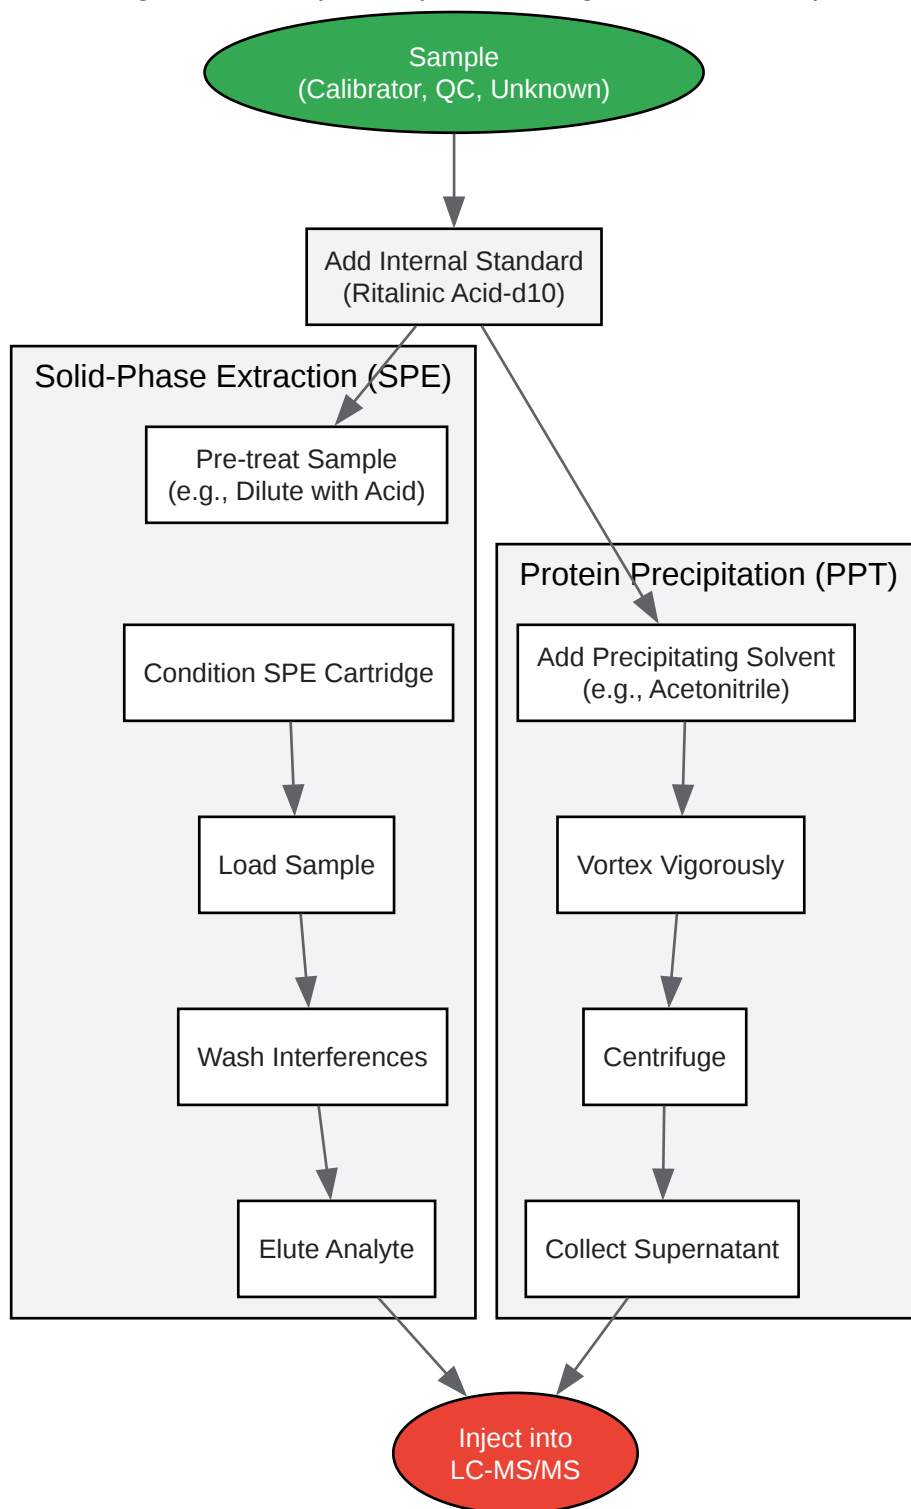 Sample
(Calibrator, QC, Unknown)
Add Internal Standard
(Ritalinic Acid-d10)
Solid-Phase Extraction (SPE)
Pre-treat Sample
(e.g., Dilute with Acid)
Condition SPE Cartridge
Load Sample
Wash Interferences
Elute Analyte
Protein Precipitation (PPT)
Add Precipitating Solvent
(e.g., Acetonitrile)
Vortex Vigorously
Centrifuge
Collect Supernatant
Inject into
LC-MS/MS